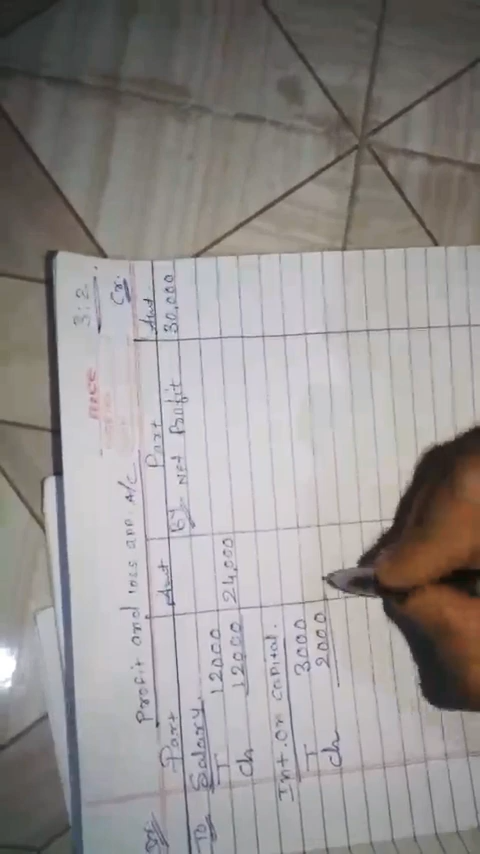 3:2
Profit and loss app. A/C
Dr. Cr.
Part Amt Part Amt
To Salary. By Net Profit 30,000
T 12000
Ch 12000 24,000
Int. on capital.
T 3000
Ch 2000